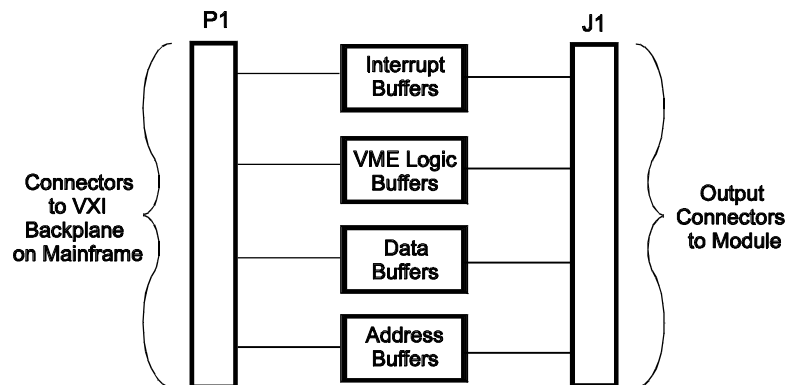 P1
J1
Interrupt
Buffers
VME Logic
Buffers
Data
Buffers
Address
Buffers
Connectors
to VXI
Backplane
on Mainframe
Output
Connectors
to Module